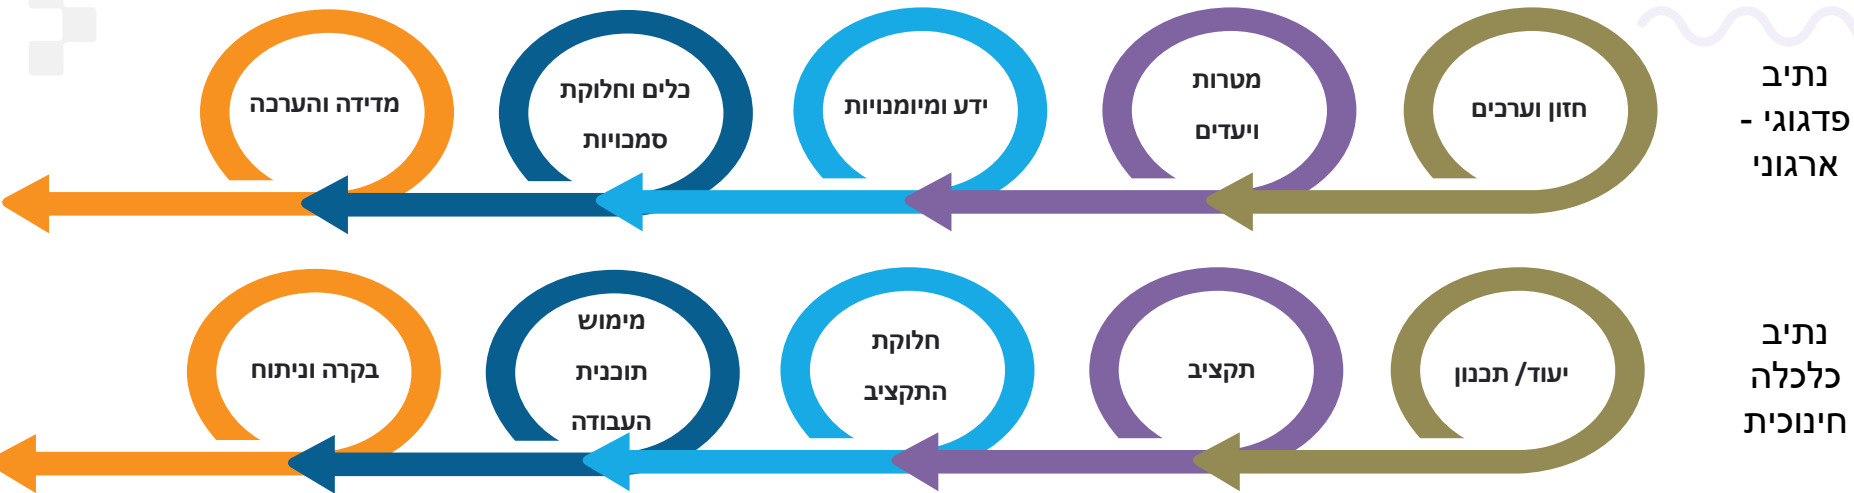 נתיב
פדגוגי -
ארגוני
חזון וערכים
מטרות
ויעדים
ידע ומיומנויות
כלים וחלוקת
סמכויות
מדידה והערכה
נתיב
כלכלה
חינוכית
יעוד/ תכנון
תקציב
חלוקת
התקציב
מימוש
תוכנית
העבודה
בקרה וניתוח